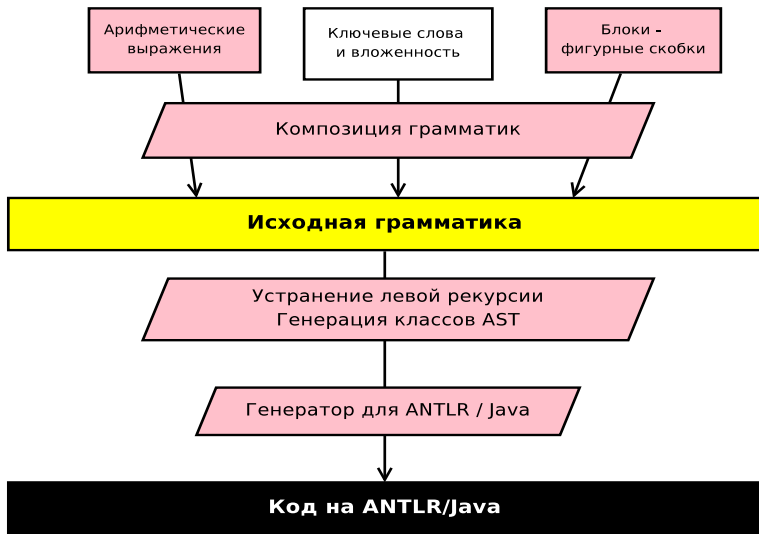 Арифметические
выражения
Ключевые слова
и вложенность
Блоки -
фигурные скобки
Композиция грамматик
Исходная грамматика
Устранение левой рекурсии
Генерация классов AST
Генератор для ANTLR / Java
Код на ANTLR/Java